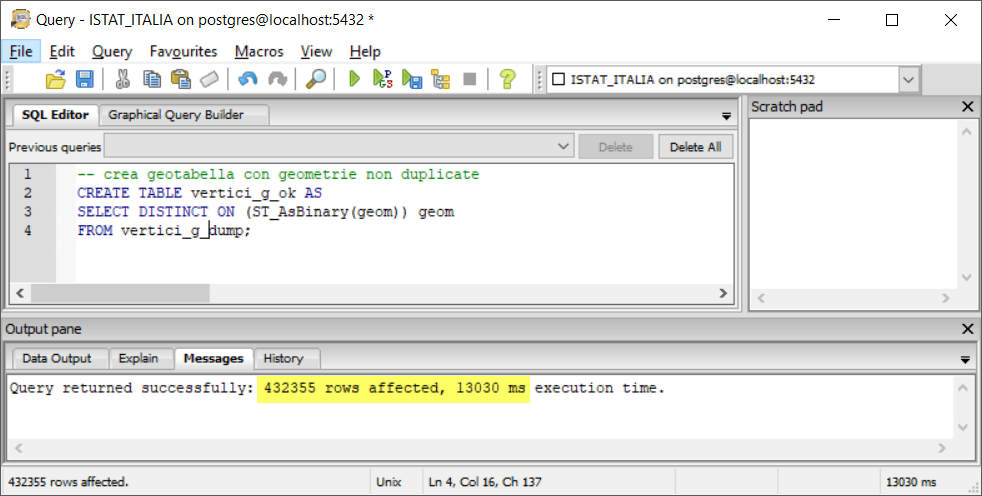 Query - ISTAT_ITALIA on postgres@localhost:5432 *
File Edit Query Favourites Macros View Help
ISTAT_ITALIA on postgres@localhost:5432
SQL Editor Graphical Query Builder
Scratch pad
Previous queries Delete Delete All
1 -- crea geotabella con geometrie non duplicate
2 CREATE TABLE vertici_g_ok AS
3 SELECT DISTINCT ON (ST_AsBinary(geom)) geom
4 FROM vertici_g_dump;
Output pane
Data Output Explain Messages History
Query returned successfully: 432355 rows affected, 13030 ms execution time.
432355 rows affected. Unix Ln 4, Col 16, Ch 137 13030 ms